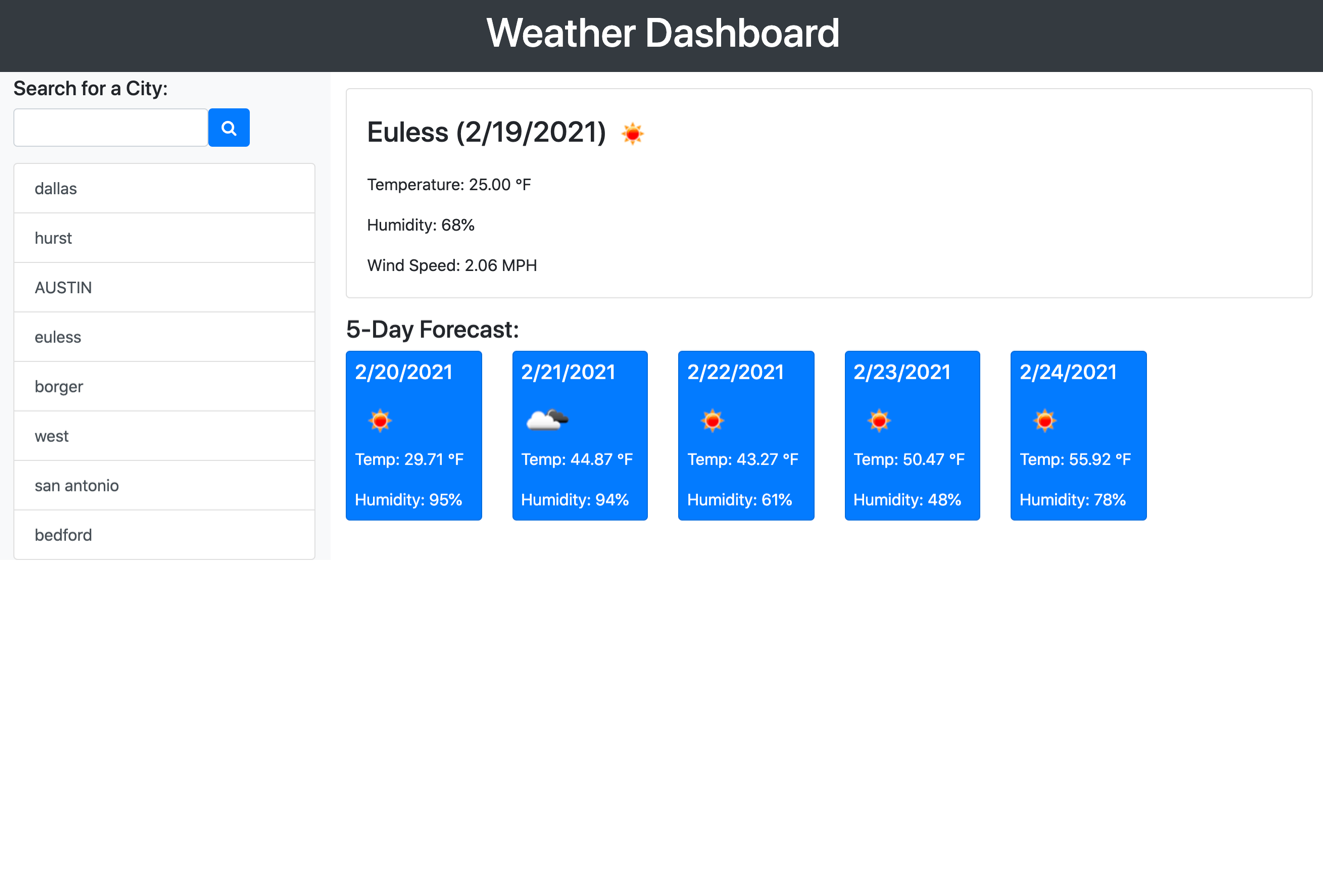 Weather Dashboard
Search for a City:
dallas
hurst
AUSTIN
euless
borger
west
san antonio
bedford
Euless (2/19/2021)
Temperature: 25.00 °F
Humidity: 68%
Wind Speed: 2.06 MPH
5-Day Forecast:
2/20/2021
Temp: 29.71 °F
Humidity: 95%
2/21/2021
Temp: 44.87 °F
Humidity: 94%
2/22/2021
Temp: 43.27 °F
Humidity: 61%
2/23/2021
Temp: 50.47 °F
Humidity: 48%
2/24/2021
Temp: 55.92 °F
Humidity: 78%